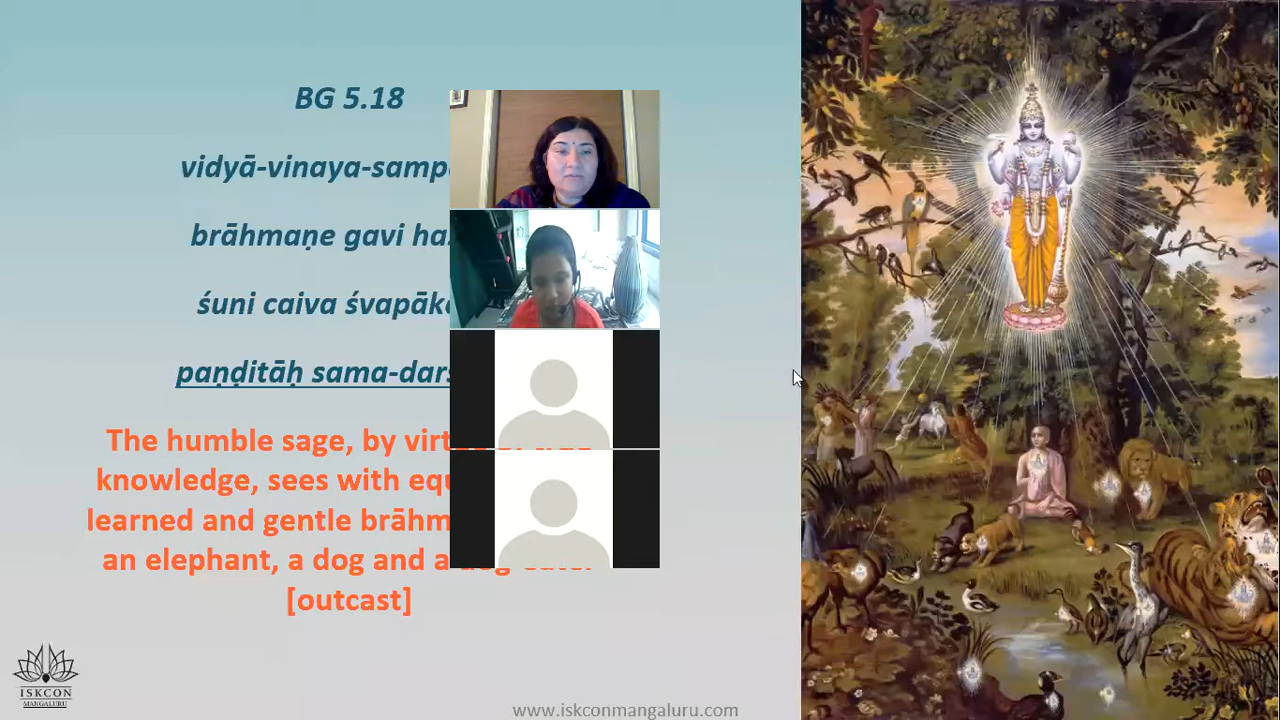 BG 5.18
vidyā-vinaya-samp
brāhmaṇe gavi ha
śuni caiva śvapāk
paṇḍitāḥ sama-dar
The humble sage, by virt
knowledge, sees with equ
learned and gentle brāhm
an elephant, a dog and a
[outcast]
ISKCON
MANGALURU
www.iskconmangaluru.com